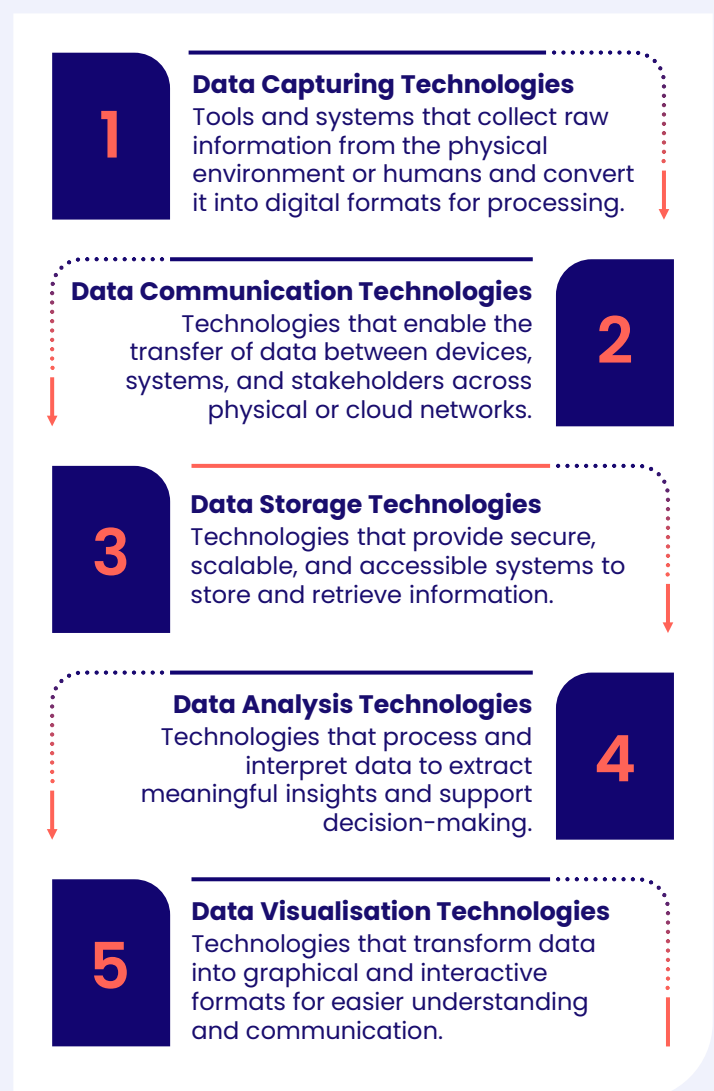 1
Data Capturing Technologies
Tools and systems that collect raw
information from the physical
environment or humans and convert
it into digital formats for processing.
Data Communication Technologies
Technologies that enable the
transfer of data between devices,
systems, and stakeholders across
physical or cloud networks.
2
3
Data Storage Technologies
Technologies that provide secure,
scalable, and accessible systems to
store and retrieve information.
Data Analysis Technologies
Technologies that process and
interpret data to extract
meaningful insights and support
decision-making.
4
5
Data Visualisation Technologies
Technologies that transform data
into graphical and interactive
formats for easier understanding
and communication.